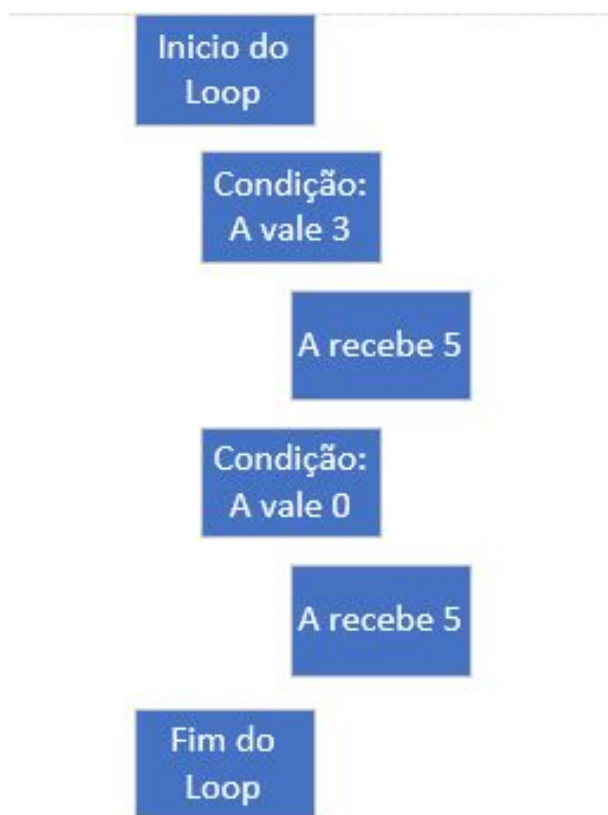 Inicio do
Loop
Condição:
A vale 3
A recebe 5
Condição:
A vale 0
A recebe 5
Fim do
Loop